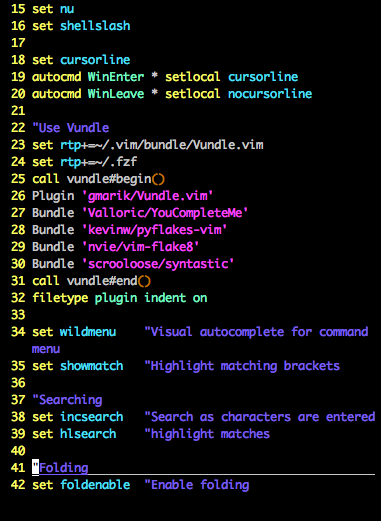 15 set nu
16 set shellslash
17
18 set cursorline
19 autocmd WinEnter * setlocal cursorline
20 autocmd WinLeave * setlocal nocursorline
21
22 "Use Vundle
23 set rtp+=~/.vim/bundle/Vundle.vim
24 set rtp+=~/.fzf
25 call vundle#begin()
26 Plugin 'gmarik/Vundle.vim'
27 Bundle 'Valloric/YouCompleteMe'
28 Bundle 'kevinw/pyflakes-vim'
29 Bundle 'nvie/vim-flake8'
30 Bundle 'scrooloose/syntastic'
31 call vundle#end()
32 filetype plugin indent on
33
34 set wildmenu    "Visual autocomplete for command
menu
35 set showmatch   "Highlight matching brackets
36
37 "Searching
38 set incsearch   "Search as characters are entered
39 set hlsearch    "highlight matches
40
41 "Folding
42 set foldenable  "Enable folding